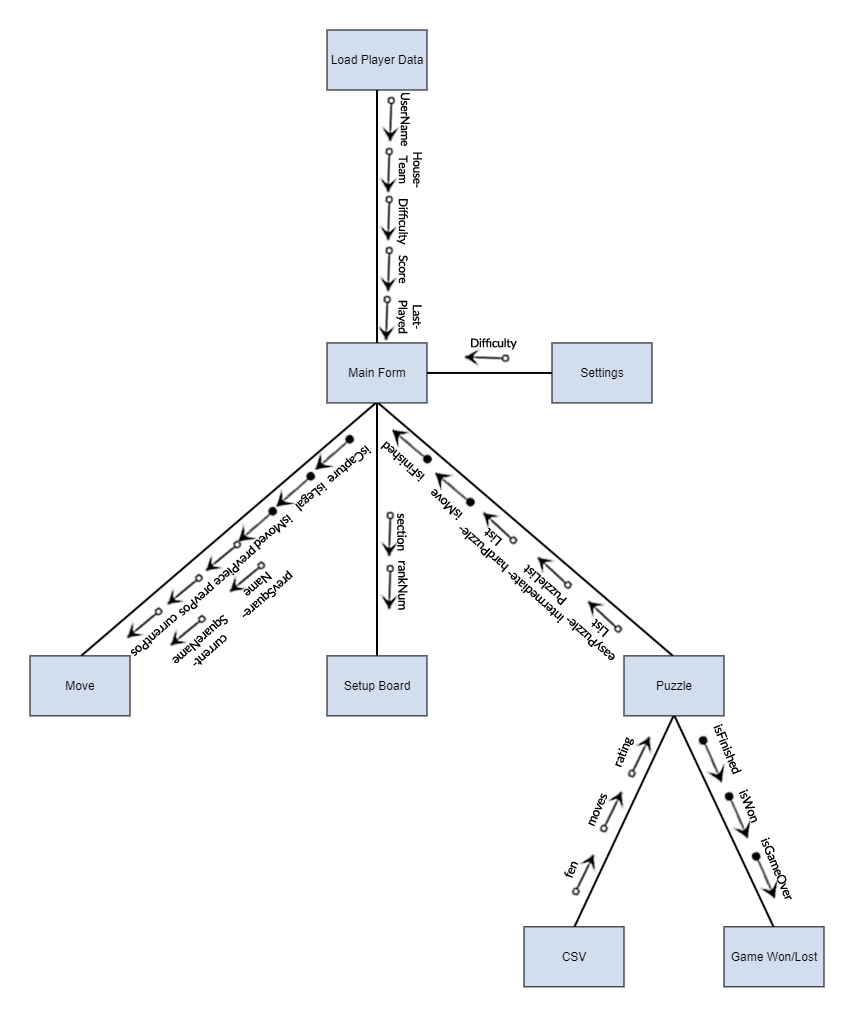 Load Player Data
UserName
House-
Team
Difficulty
Score
Last-
Played
Main Form
Difficulty
Settings
isCapture
isLegal
isMoved
prevPiece
prevPos
currentPos
prevSquare-
Name
current-
SquareName
section
rankNum
isFinished
isMove
hardPuzzle-
List
intermediate-
PuzzleList
easyPuzzle-
List
Move
Setup Board
Puzzle
rating
moves
fen
isFinished
isWon
isGameOver
CSV
Game Won/Lost